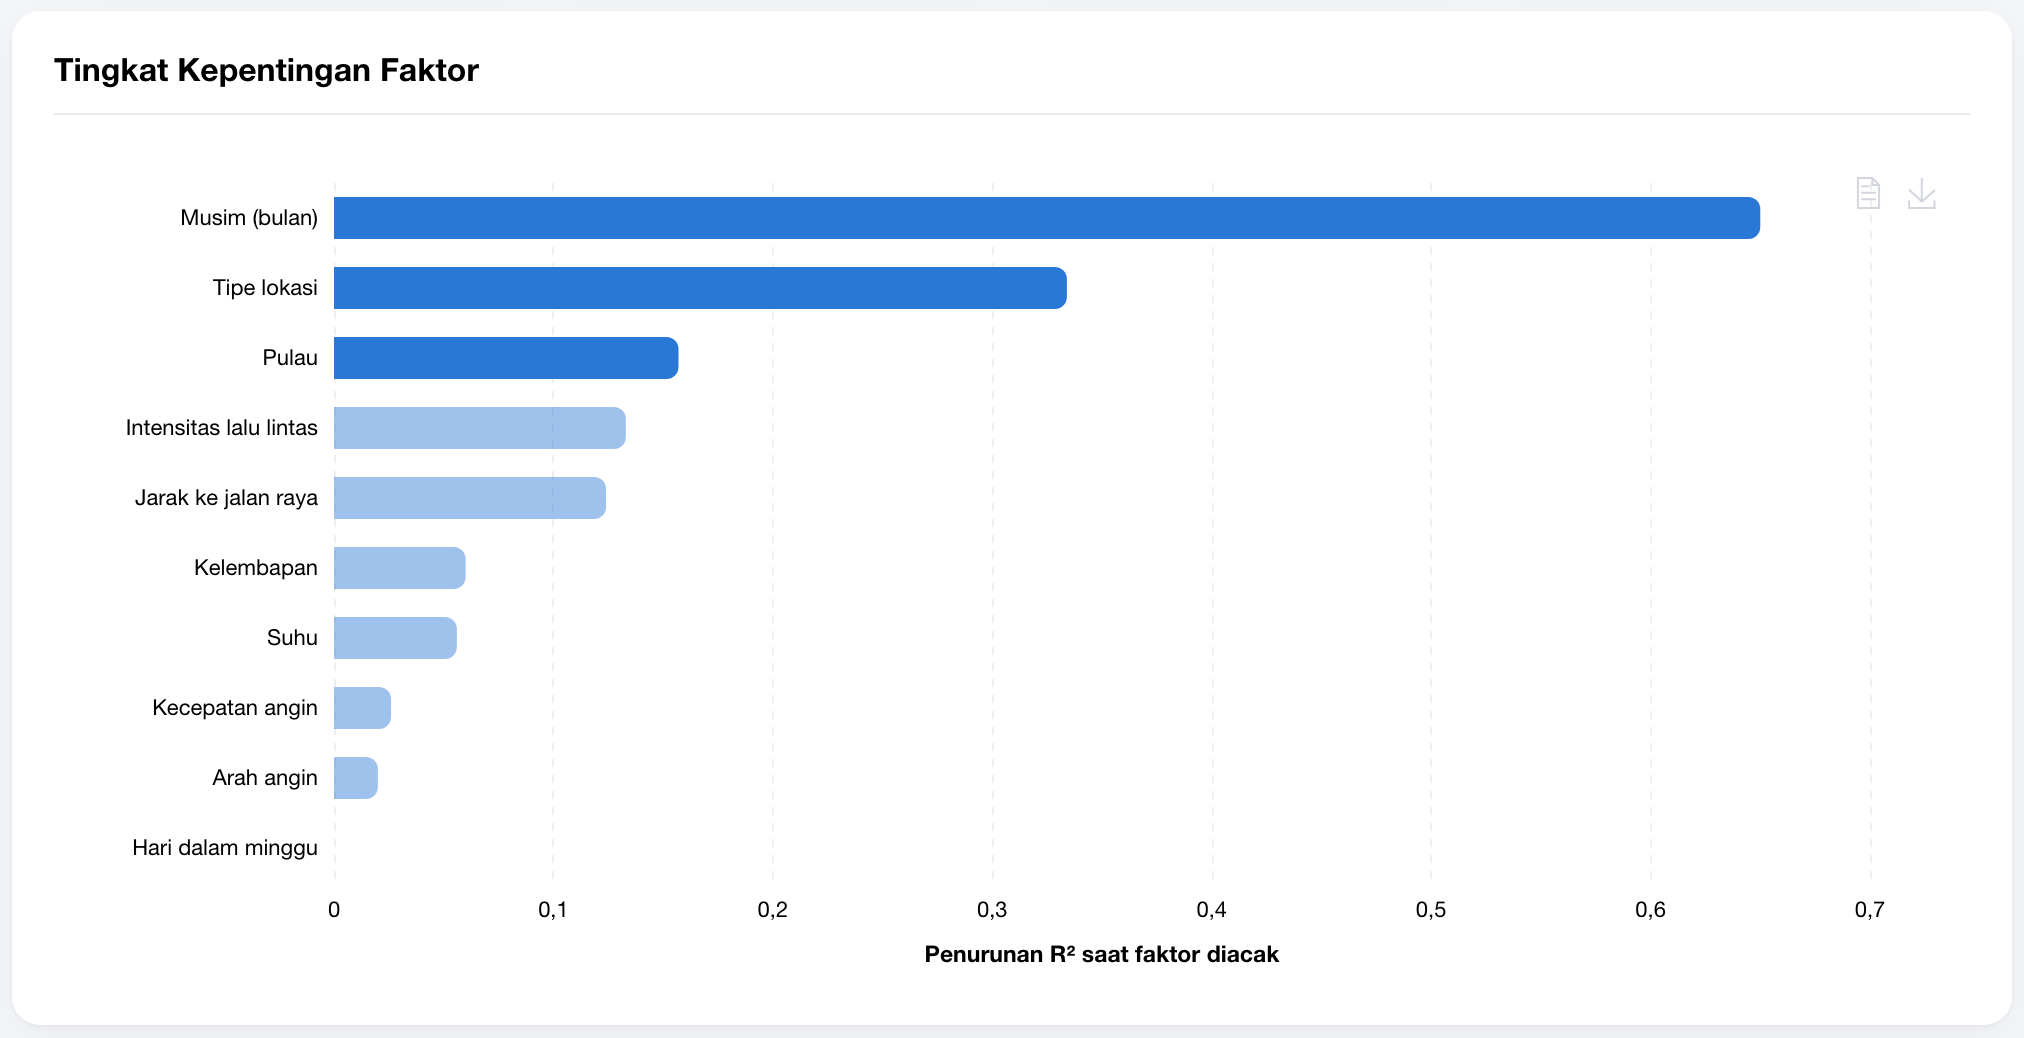 Tingkat Kepentingan Faktor
Musim (bulan)
Tipe lokasi
Pulau
Intensitas lalu lintas
Jarak ke jalan raya
Kelembapan
Suhu
Kecepatan angin
Arah angin
Hari dalam minggu
0 0,1 0,2 0,3 0,4 0,5 0,6 0,7
Penurunan R² saat faktor diacak